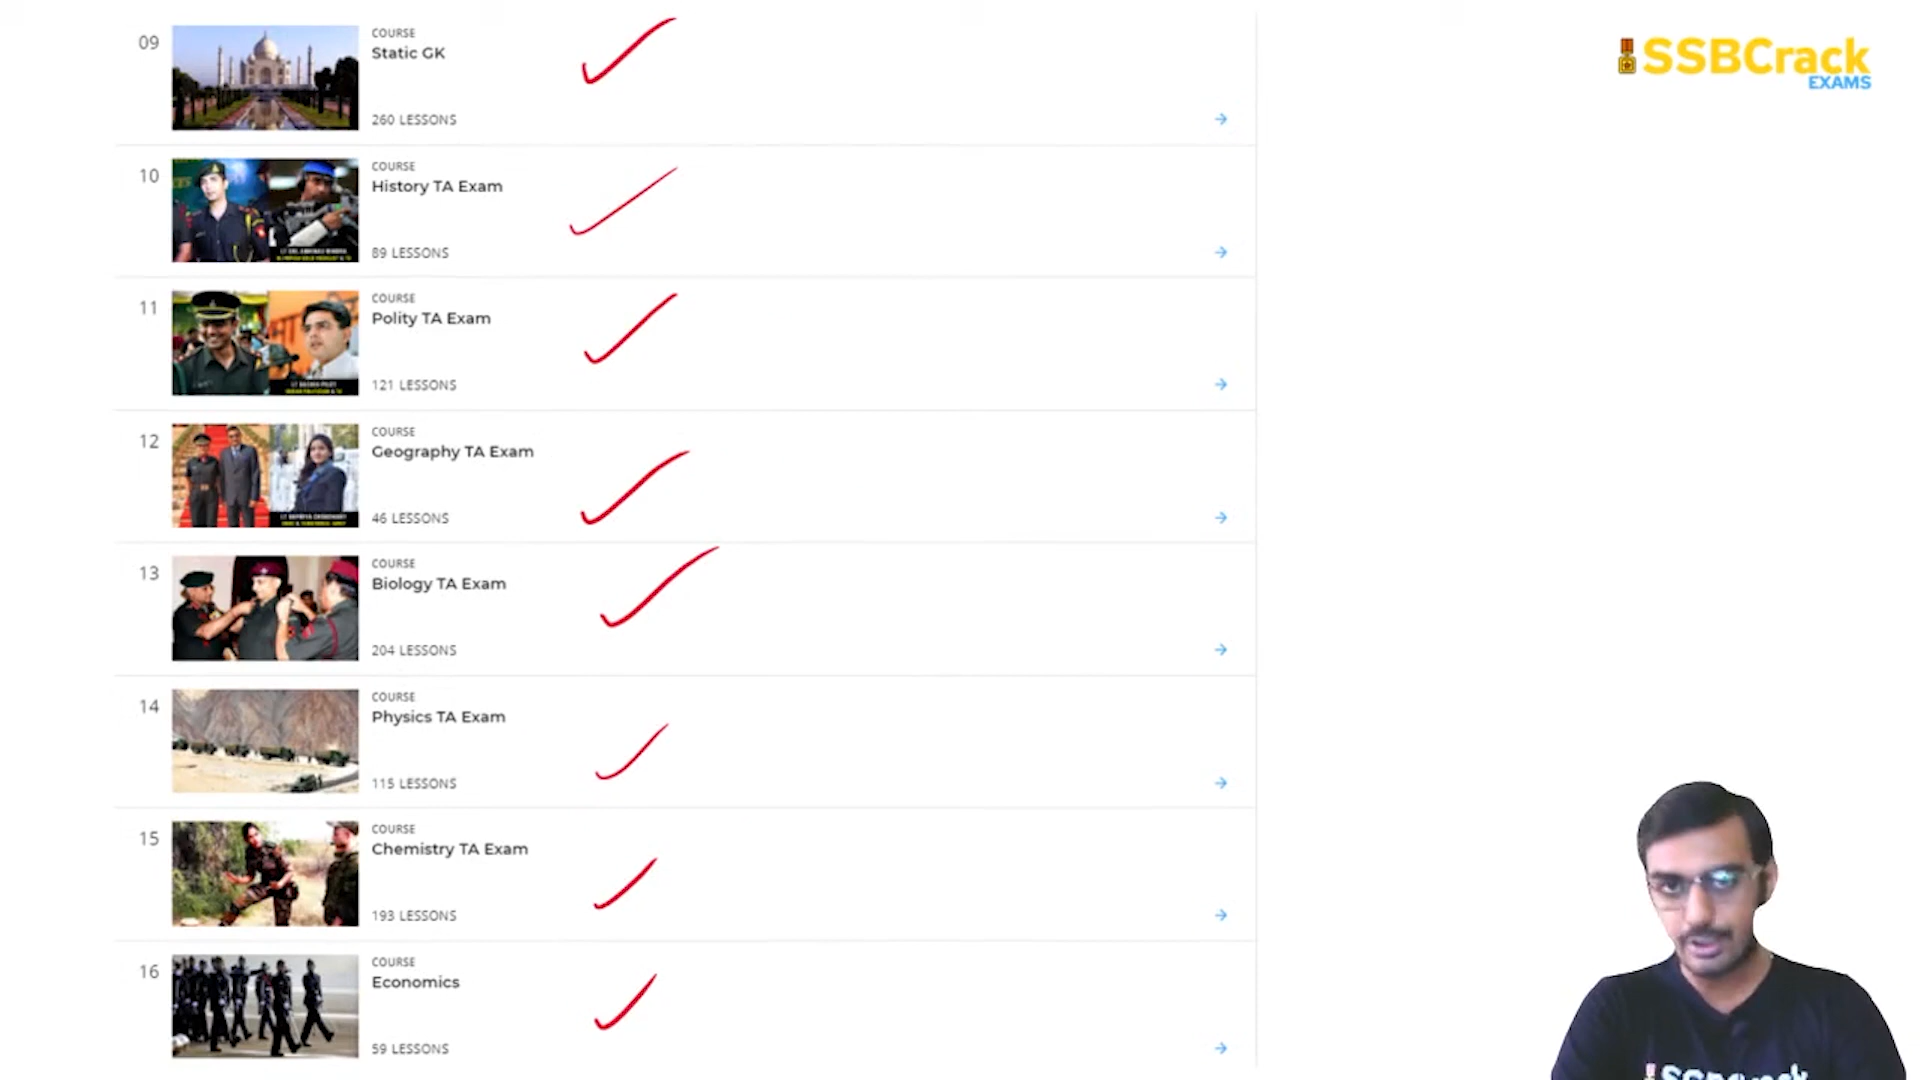 SSBCrack
EXAMS
09
COURSE
Static GK
260 LESSONS
10
COURSE
History TA Exam
89 LESSONS
11
COURSE
Polity TA Exam
121 LESSONS
12
COURSE
Geography TA Exam
46 LESSONS
13
COURSE
Biology TA Exam
204 LESSONS
14
COURSE
Physics TA Exam
115 LESSONS
15
COURSE
Chemistry TA Exam
193 LESSONS
16
COURSE
Economics
59 LESSONS